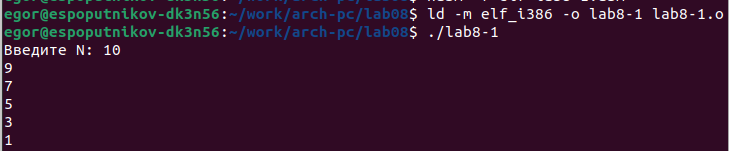 egor@espoputnikov-dk3n56:~/work/arch-pc/lab08$ ld -m elf_i386 -o lab8-1 lab8-1.o
egor@espoputnikov-dk3n56:~/work/arch-pc/lab08$ ./lab8-1
Введите N: 10
9
7
5
3
1